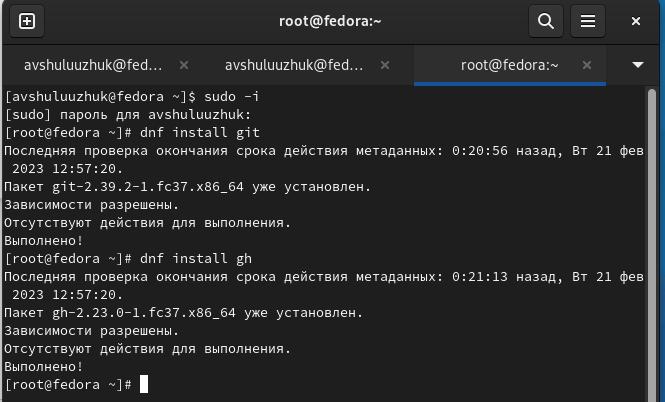 root@fedora:~
avshuluuzhuk@fed...
avshuluuzhuk@fed...
root@fedora:~
[avshuluuzhuk@fedora ~]$ sudo -i
[sudo] пароль для avshuluuzhuk:
[root@fedora ~]# dnf install git
Последняя проверка окончания срока действия метаданных: 0:20:56 назад, Вт 21 фев
 2023 12:57:20.
Пакет git-2.39.2-1.fc37.x86_64 уже установлен.
Зависимости разрешены.
Отсутствуют действия для выполнения.
Выполнено!
[root@fedora ~]# dnf install gh
Последняя проверка окончания срока действия метаданных: 0:21:13 назад, Вт 21 фев
 2023 12:57:20.
Пакет gh-2.23.0-1.fc37.x86_64 уже установлен.
Зависимости разрешены.
Отсутствуют действия для выполнения.
Выполнено!
[root@fedora ~]#